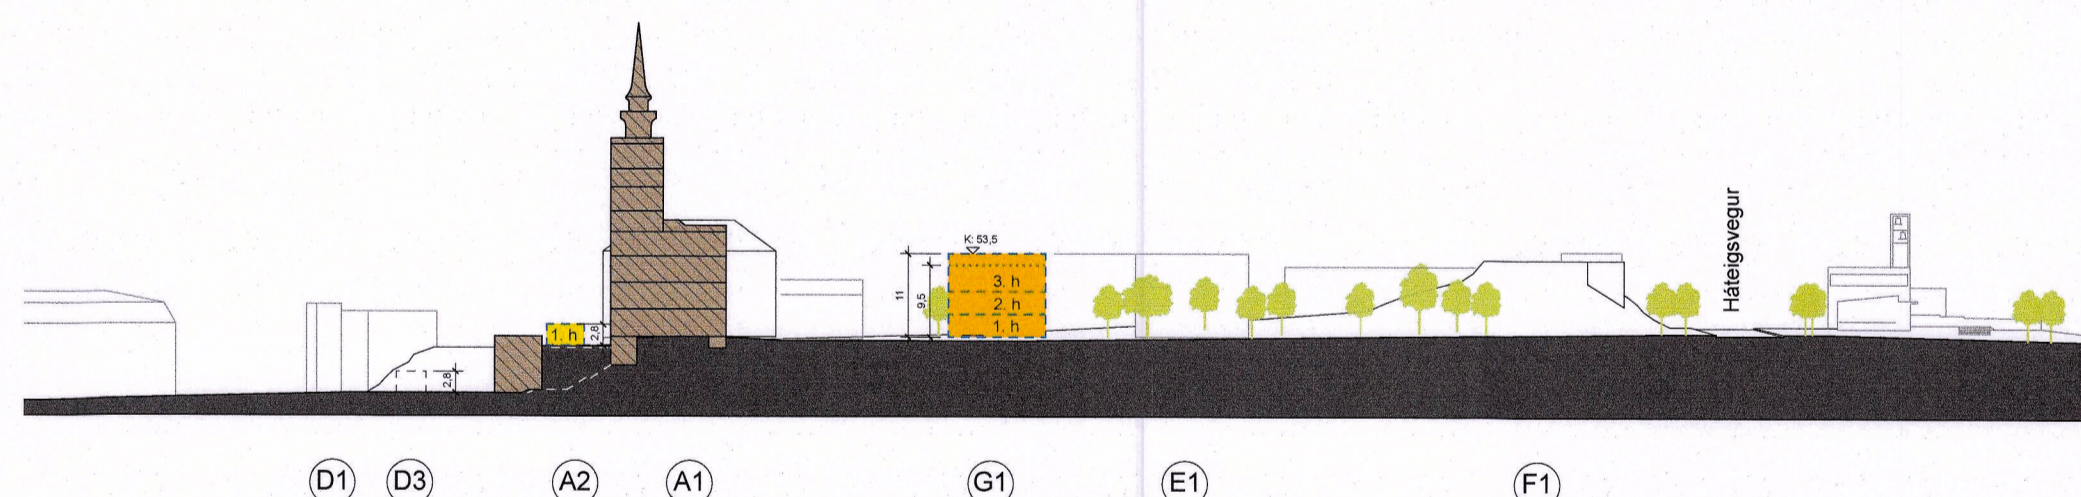 K: 53,5
Háteigsvegur
11
9,5
3. h
2. h
1. h
1. h
2,8
2,8
D1 D3 A2 A1 G1 E1 F1